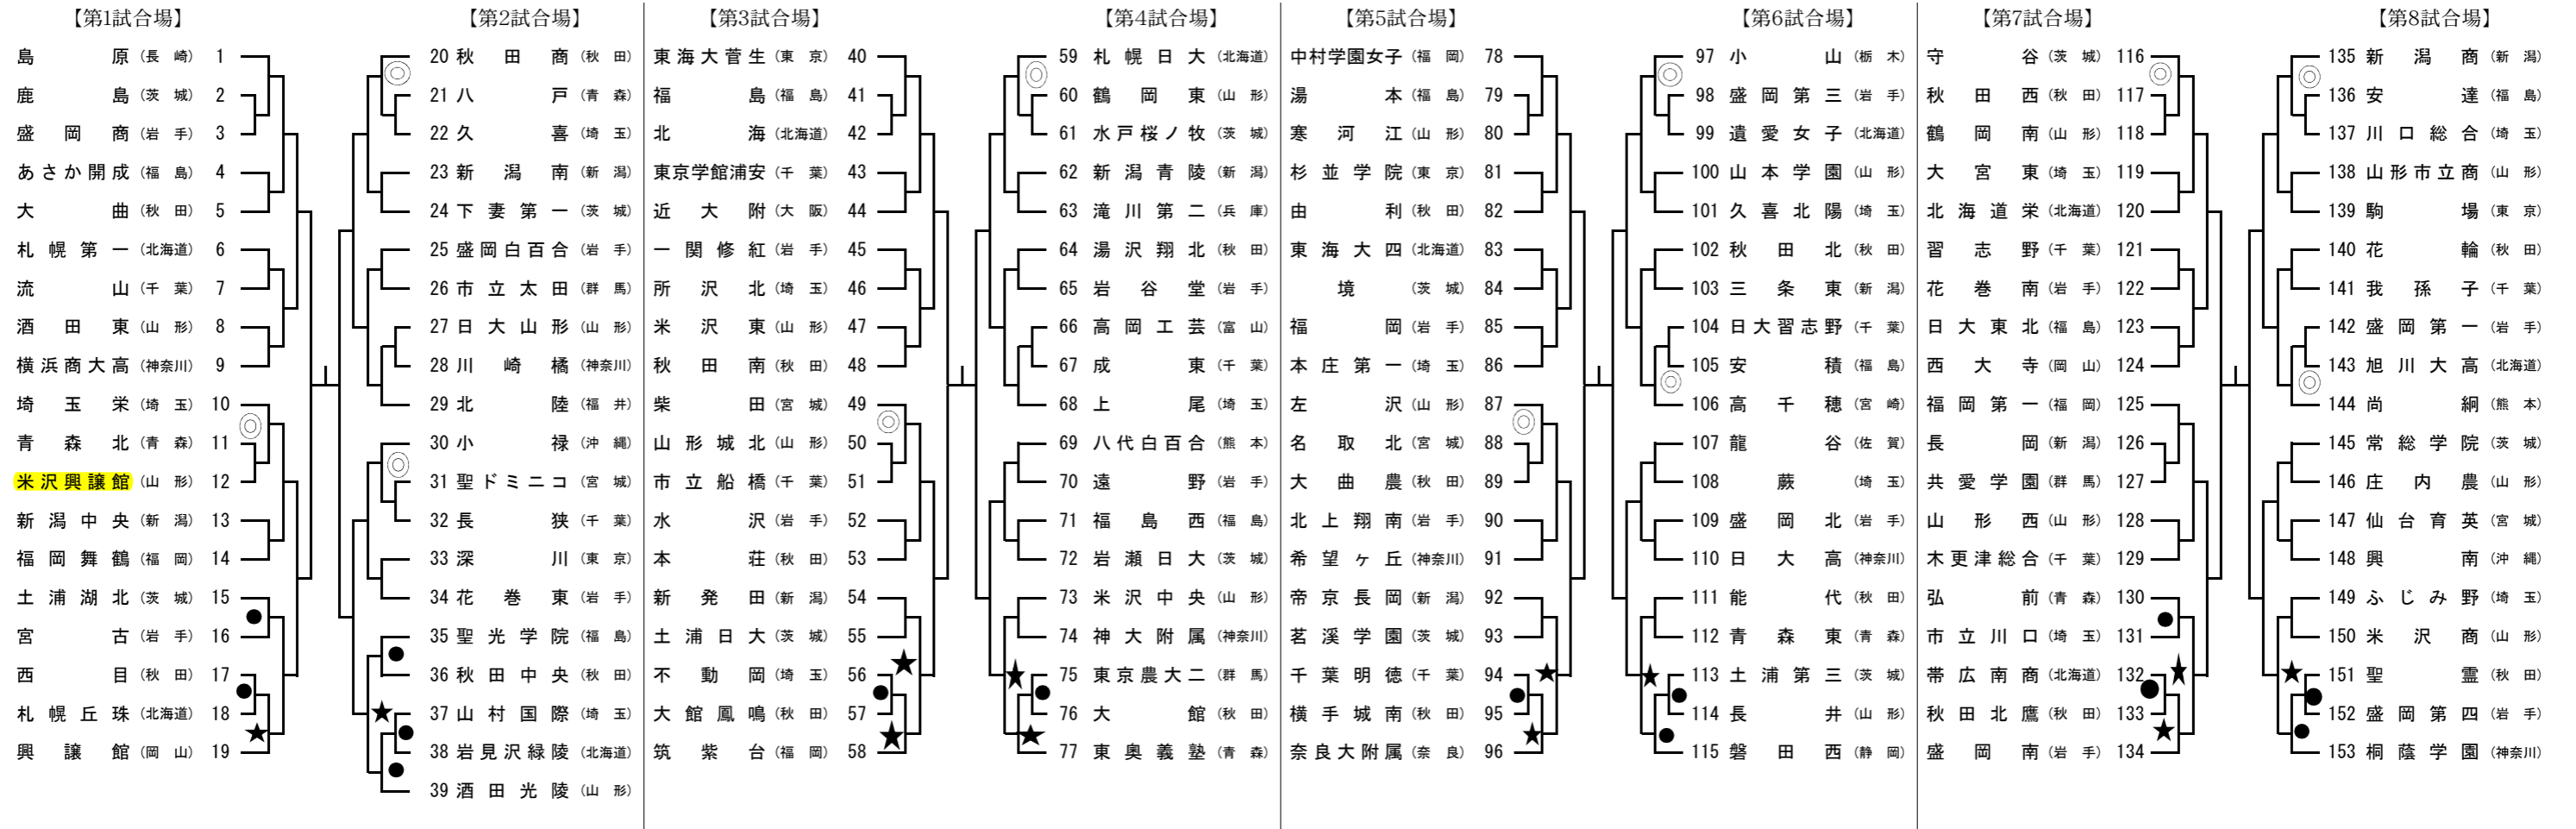 【第1試合場】
島原（長崎）1
鹿島（茨城）2
盛岡商（岩手）3
あさか開成（福島）4
大曲（秋田）5
札幌第一（北海道）6
流山（千葉）7
酒田東（山形）8
横浜商大高（神奈川）9
埼玉栄（埼玉）10
青森北（青森）11
米沢興譲館（山形）12
新潟中央（新潟）13
福岡舞鶴（福岡）14
土浦湖北（茨城）15
宮古（岩手）16
西目（秋田）17
札幌丘珠（北海道）18
興譲館（岡山）19
【第2試合場】
20 秋田商（秋田）
21 八戸（青森）
22 久喜（埼玉）
23 新潟南（新潟）
24 下妻第一（茨城）
25 盛岡白百合（岩手）
26 市立太田（群馬）
27 日大山形（山形）
28 川崎橘（神奈川）
29 北陸（福井）
30 小禄（沖縄）
31 聖ドミニコ（宮城）
32 長狭（千葉）
33 深川（東京）
34 花巻東（岩手）
35 聖光学院（福島）
36 秋田中央（秋田）
37 山村国際（埼玉）
38 岩見沢緑陵（北海道）
39 酒田光陵（山形）
【第3試合場】
東海大菅生（東京）40
福島（福島）41
北海（北海道）42
東京学館浦安（千葉）43
近大附（大阪）44
一関修紅（岩手）45
所沢北（埼玉）46
米沢東（山形）47
秋田南（秋田）48
柴田（宮城）49
山形城北（山形）50
市立船橋（千葉）51
水沢（岩手）52
本荘（秋田）53
新発田（新潟）54
土浦日大（茨城）55
不動岡（埼玉）56
大館鳳鳴（秋田）57
筑紫台（福岡）58
【第4試合場】
59 札幌日大（北海道）
60 鶴岡東（山形）
61 水戸桜ノ牧（茨城）
62 新潟青陵（新潟）
63 滝川第二（兵庫）
64 湯沢翔北（秋田）
65 岩谷堂（岩手）
66 高岡工芸（富山）
67 成東（千葉）
68 上尾（埼玉）
69 八代白百合（熊本）
70 遠野（岩手）
71 福島西（福島）
72 岩瀬日大（茨城）
73 米沢中央（山形）
74 神大附属（神奈川）
75 東京農大二（群馬）
76 大館（秋田）
77 東奥義塾（青森）
【第5試合場】
中村学園女子（福岡）78
湯本（福島）79
寒河江（山形）80
杉並学院（東京）81
由利（秋田）82
東海大四（北海道）83
境（茨城）84
福岡（岩手）85
本庄第一（埼玉）86
左沢（山形）87
名取北（宮城）88
大曲農（秋田）89
北上翔南（岩手）90
希望ヶ丘（神奈川）91
帝京長岡（新潟）92
茗溪学園（茨城）93
千葉明徳（千葉）94
横手城南（秋田）95
奈良大附属（奈良）96
【第6試合場】
97 小山（栃木）
98 盛岡第三（岩手）
99 遺愛女子（北海道）
100 山本学園（山形）
101 久喜北陽（埼玉）
102 秋田北（秋田）
103 三条東（新潟）
104 日大習志野（千葉）
105 安積（福島）
106 高千穂（宮崎）
107 龍谷（佐賀）
108 蕨（埼玉）
109 盛岡北（岩手）
110 日大高（神奈川）
111 能代（秋田）
112 青森東（青森）
113 土浦第三（茨城）
114 長井（山形）
115 磐田西（静岡）
【第7試合場】
守谷（茨城）116
秋田西（秋田）117
鶴岡南（山形）118
大宮東（埼玉）119
北海道栄（北海道）120
習志野（千葉）121
花巻南（岩手）122
日大東北（福島）123
西大寺（岡山）124
福岡第一（福岡）125
長岡（新潟）126
共愛学園（群馬）127
山形西（山形）128
木更津総合（千葉）129
弘前（青森）130
市立川口（埼玉）131
帯広南商（北海道）132
秋田北鷹（秋田）133
盛岡南（岩手）134
【第8試合場】
135 新潟商（新潟）
136 安達（福島）
137 川口総合（埼玉）
138 山形市立商（山形）
139 駒場（東京）
140 花輪（秋田）
141 我孫子（千葉）
142 盛岡第一（岩手）
143 旭川大高（北海道）
144 尚絅（熊本）
145 常総学院（茨城）
146 庄内農（山形）
147 仙台育英（宮城）
148 興南（沖縄）
149 ふじみ野（埼玉）
150 米沢商（山形）
151 聖霊（秋田）
152 盛岡第四（岩手）
153 桐蔭学園（神奈川）